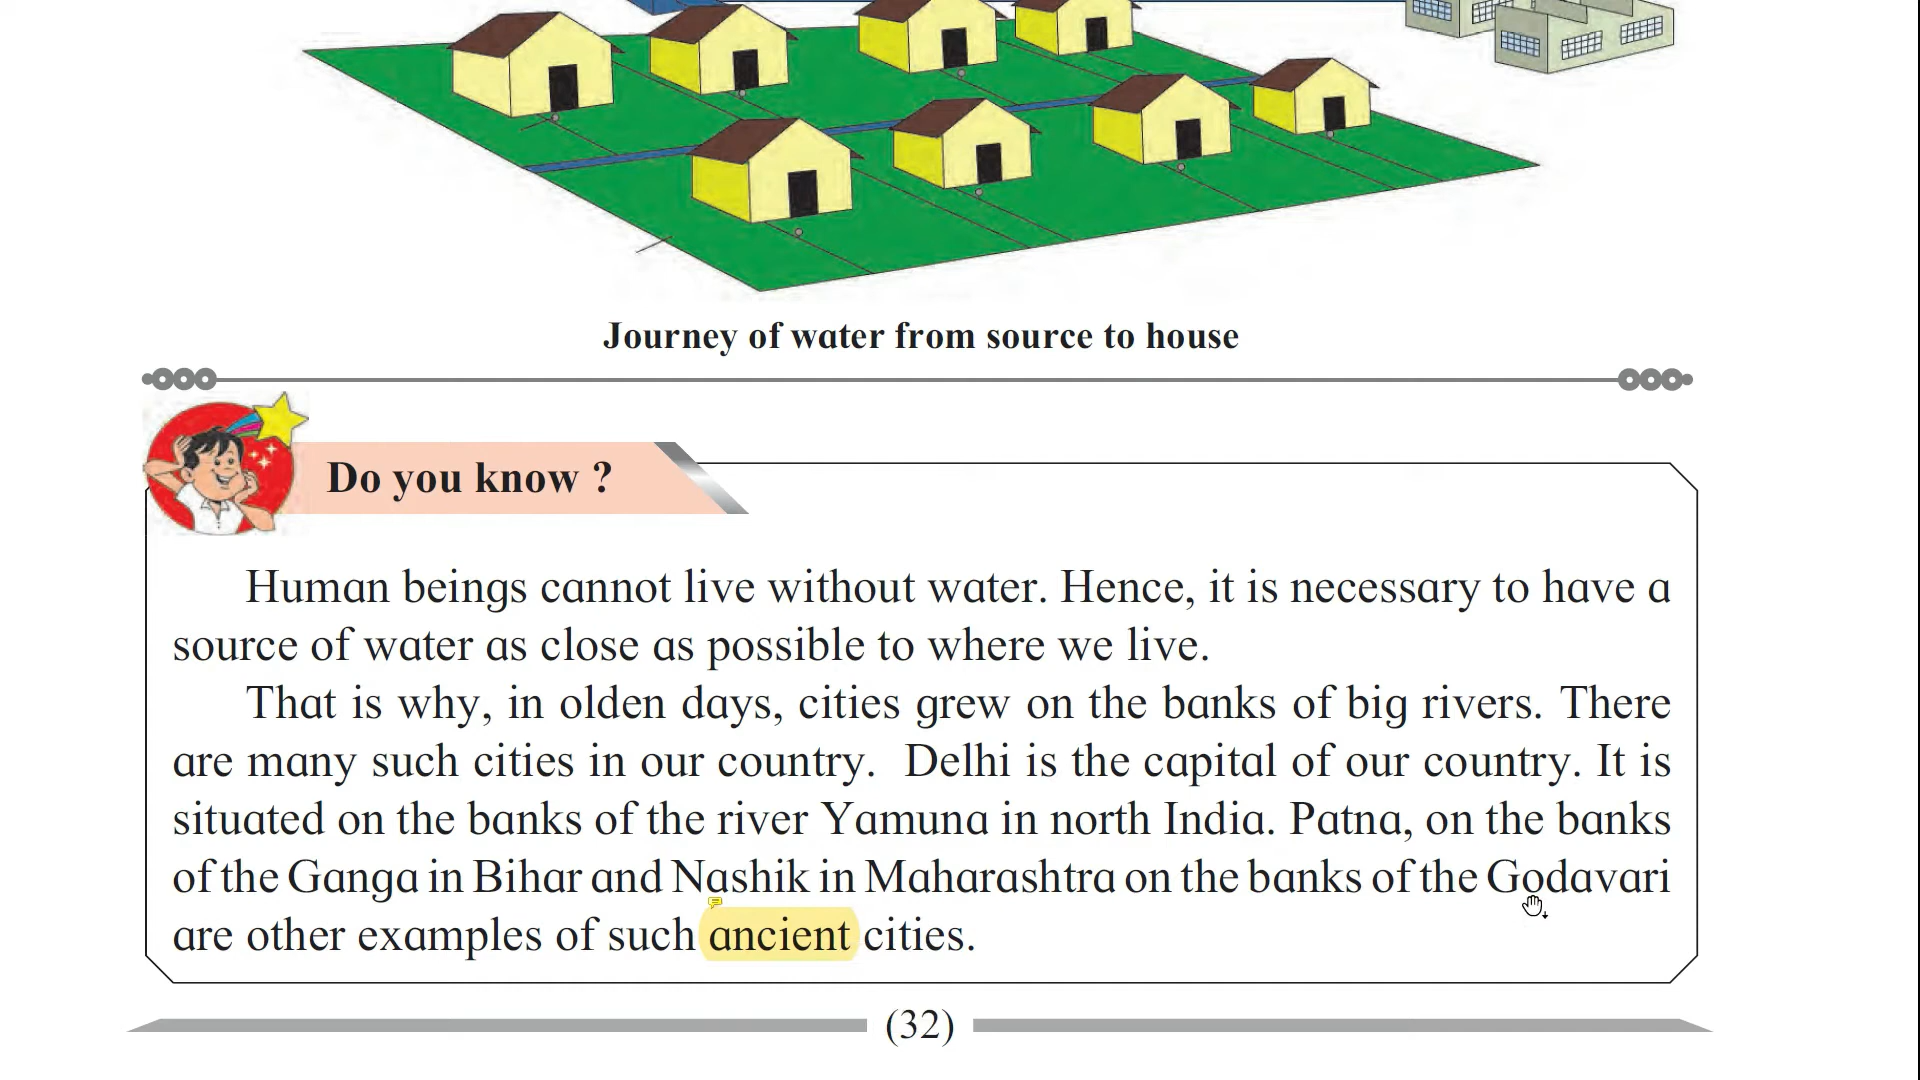 Journey of water from source to house
Do you know ?
Human beings cannot live without water. Hence, it is necessary to have a
source of water as close as possible to where we live.
That is why, in olden days, cities grew on the banks of big rivers. There
are many such cities in our country. Delhi is the capital of our country. It is
situated on the banks of the river Yamuna in north India. Patna, on the banks
of the Ganga in Bihar and Nashik in Maharashtra on the banks of the Godavari
are other examples of such ancient cities.
(32)